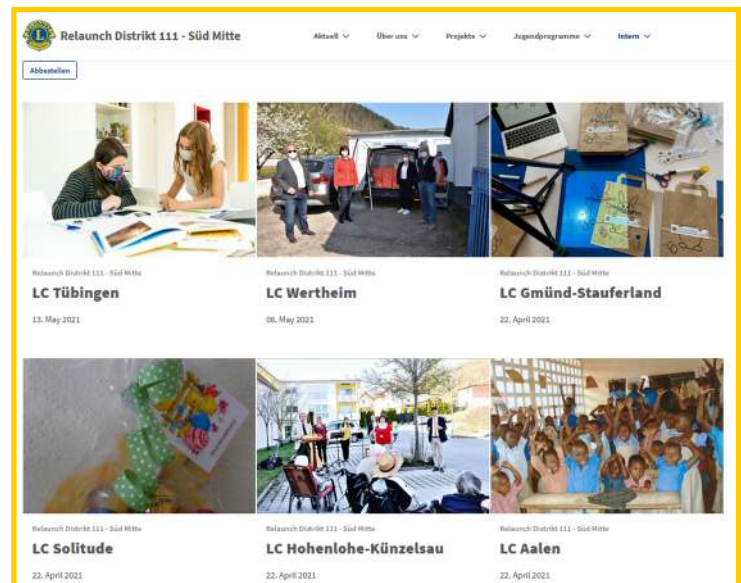 Relaunch Distrikt 111 - Süd Mitte
Aktuell
Über uns
Projekte
Jugendprogramme
Intern
Abbestellen
Relaunch Distrikt 111 - Süd Mitte
LC Tübingen
13. May 2021
Relaunch Distrikt 111 - Süd Mitte
LC Wertheim
06. May 2021
Relaunch Distrikt 111 - Süd Mitte
LC Gmünd-Stauferland
22. April 2021
Relaunch Distrikt 111 - Süd Mitte
LC Solitude
22. April 2021
Relaunch Distrikt 111 - Süd Mitte
LC Hohenlohe-Künzelsau
22. April 2021
Relaunch Distrikt 111 - Süd Mitte
LC Aalen
22. April 2021